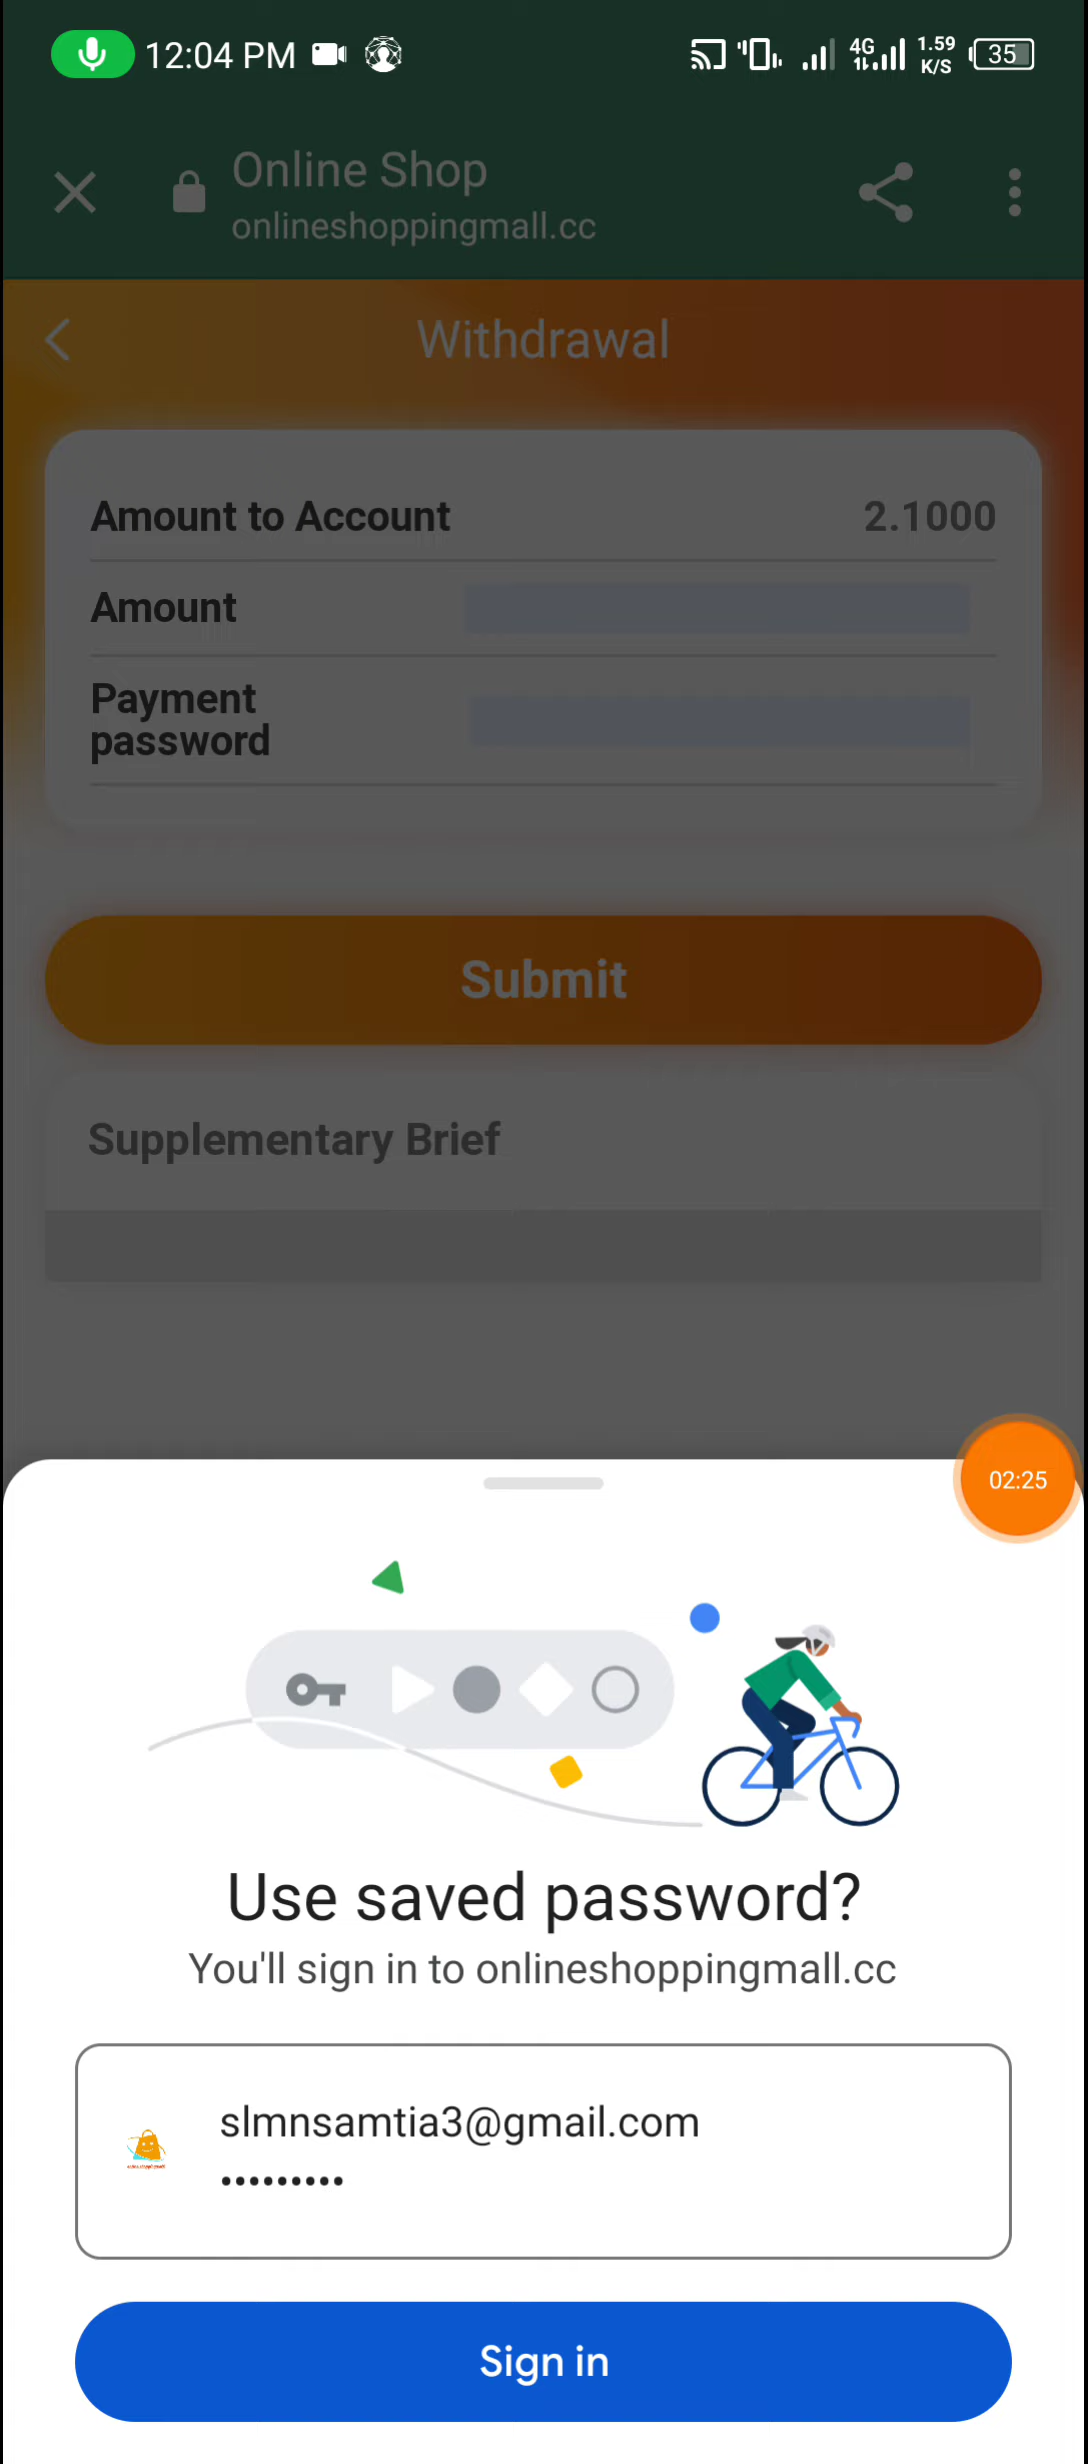 12:04 PM
4G
1.59
K/S
35
Online Shop
onlineshoppingmall.cc
Withdrawal
Amount to Account 2.1000
Amount
Payment
password
Submit
Supplementary Brief
02:25
Use saved password?
You'll sign in to onlineshoppingmall.cc
slmnsamtia3@gmail.com
•••••••••
Sign in